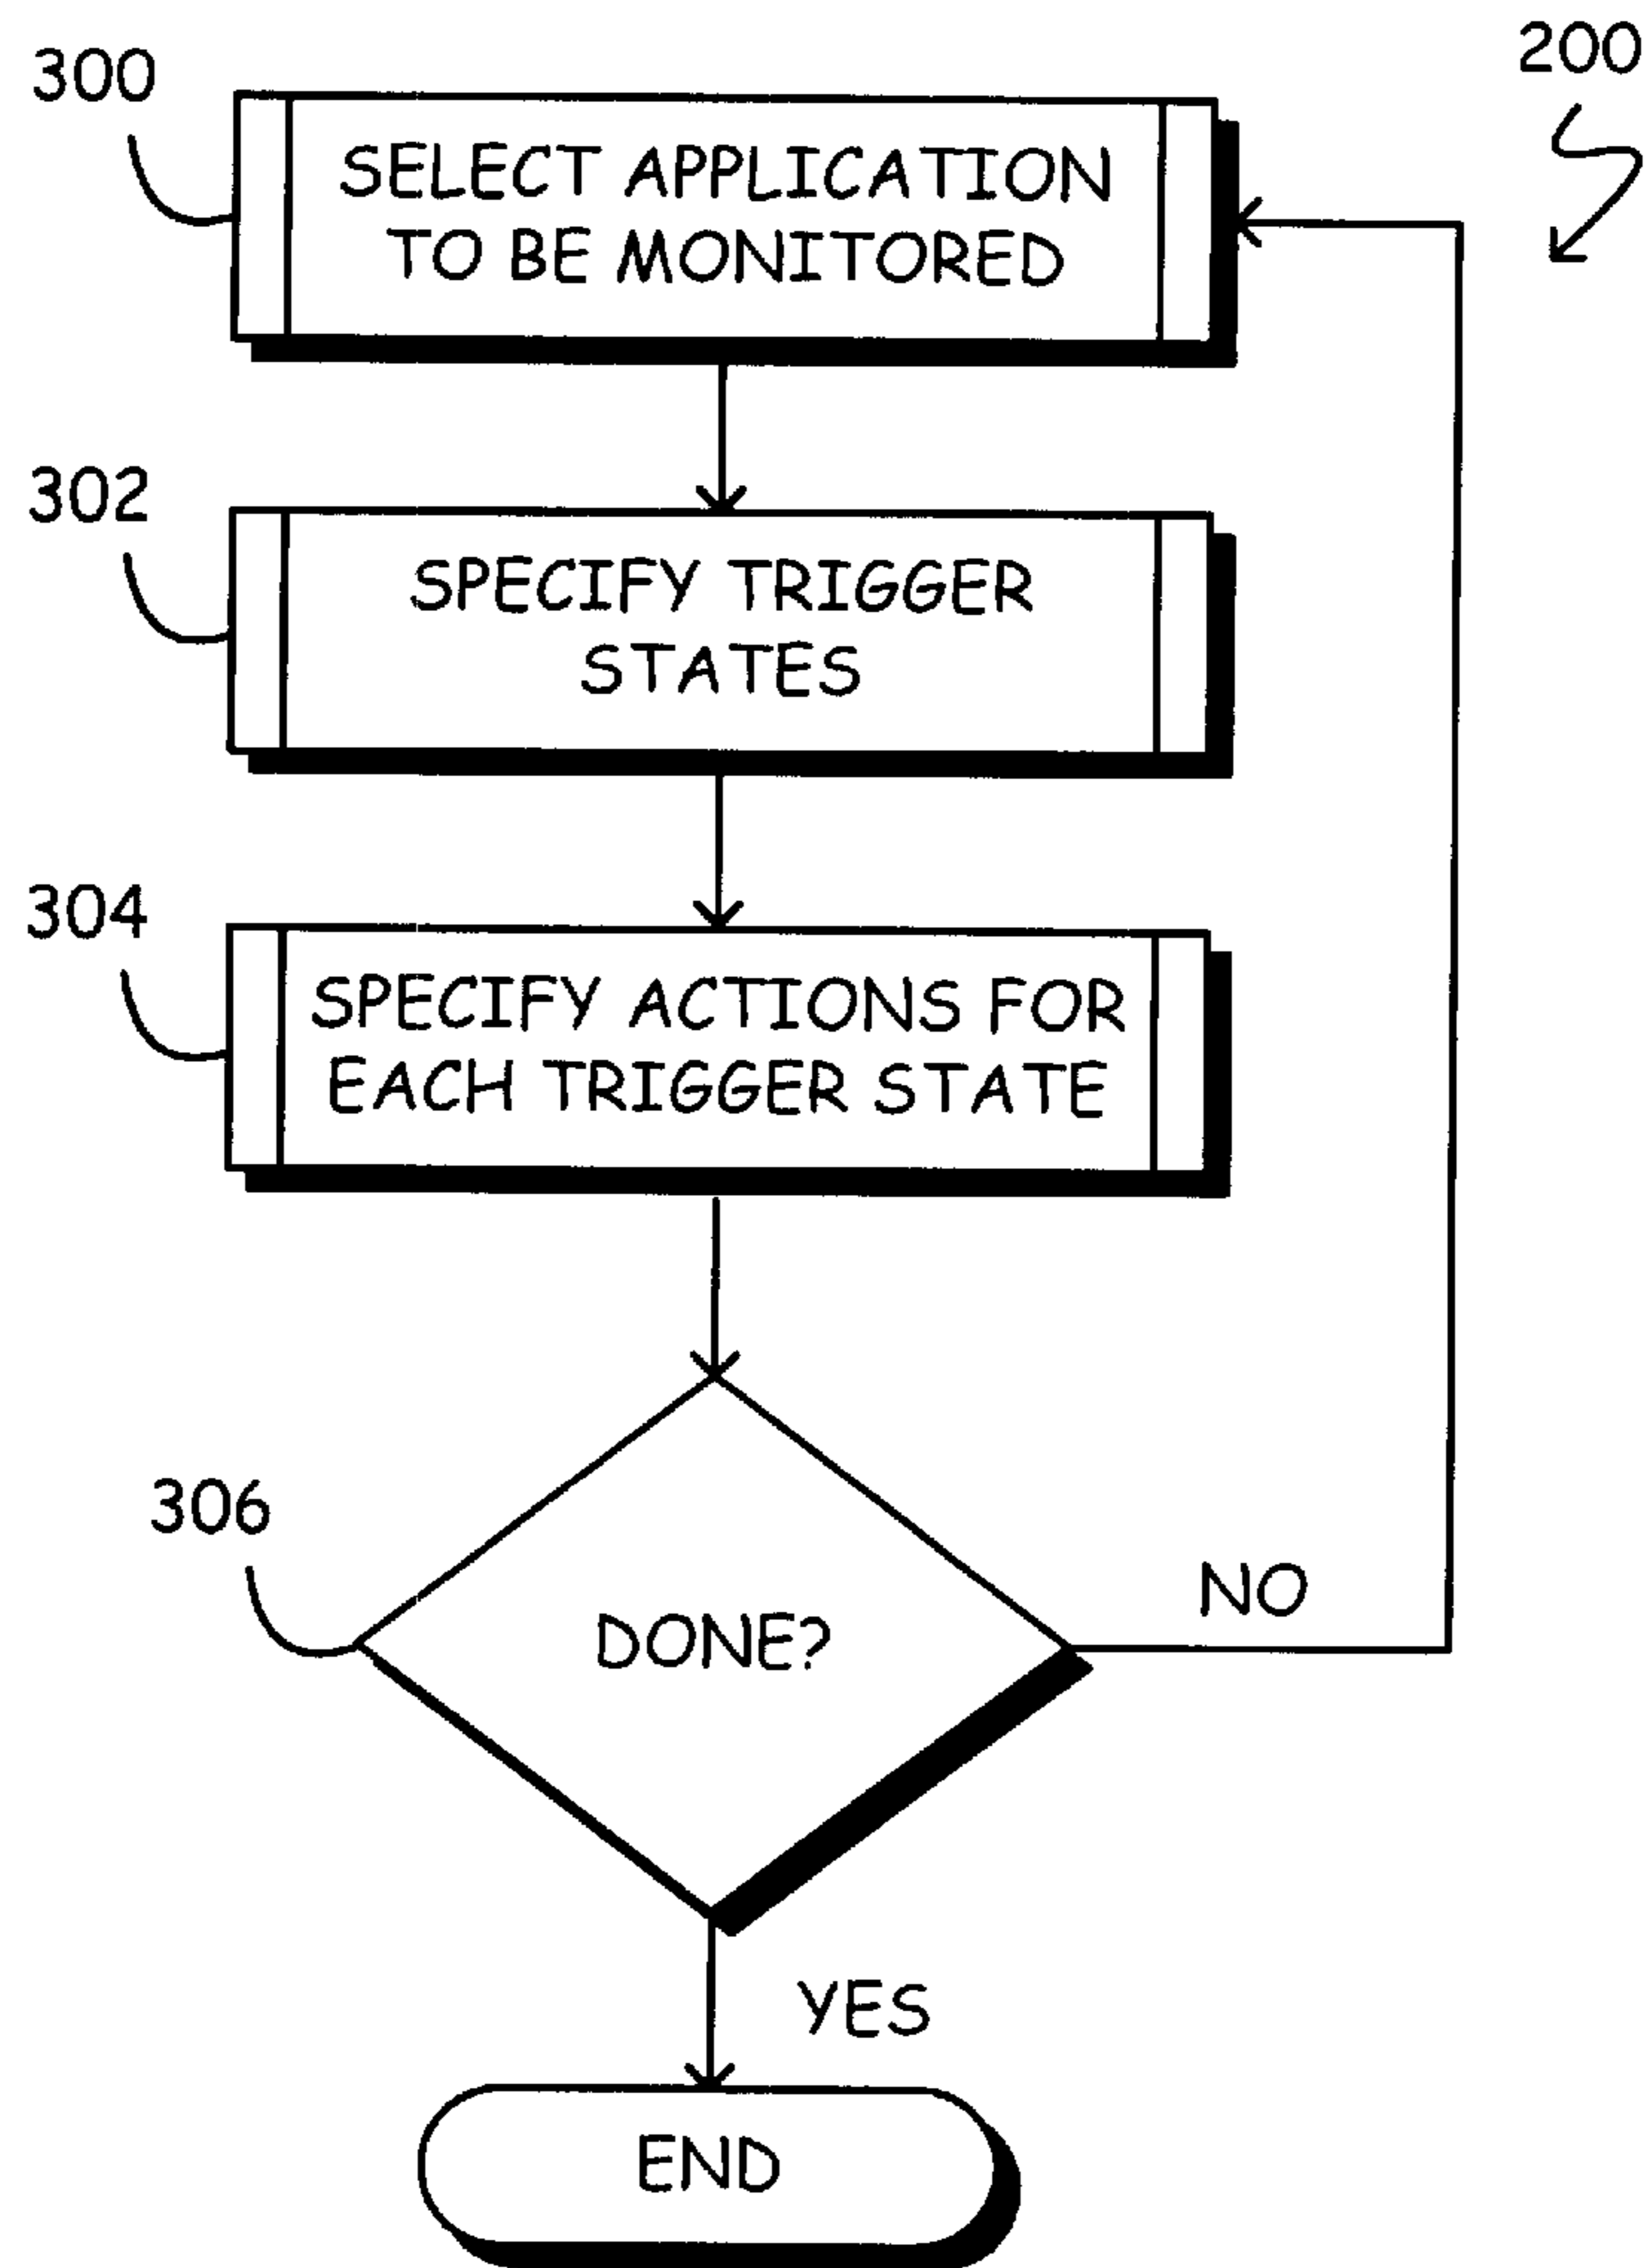 200
300
SELECT APPLICATION
TO BE MONITORED
302
SPECIFY TRIGGER
STATES
304
SPECIFY ACTIONS FOR
EACH TRIGGER STATE
306
DONE?
NO
YES
END